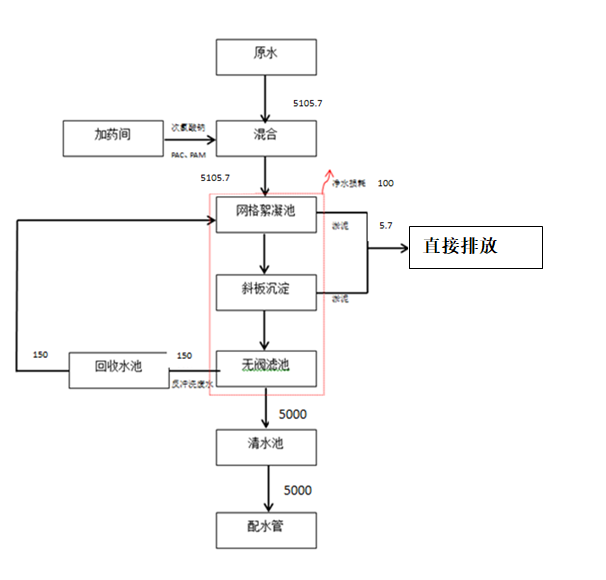 原水
5105.7
加药间
次氯酸钠
PAC、PAM
混合
5105.7
净水损耗 100
网格絮凝池
淤泥
5.7
直接排放
斜板沉淀
淤泥
150
回收水池
150
反冲洗废水
无阀滤池
5000
清水池
5000
配水管